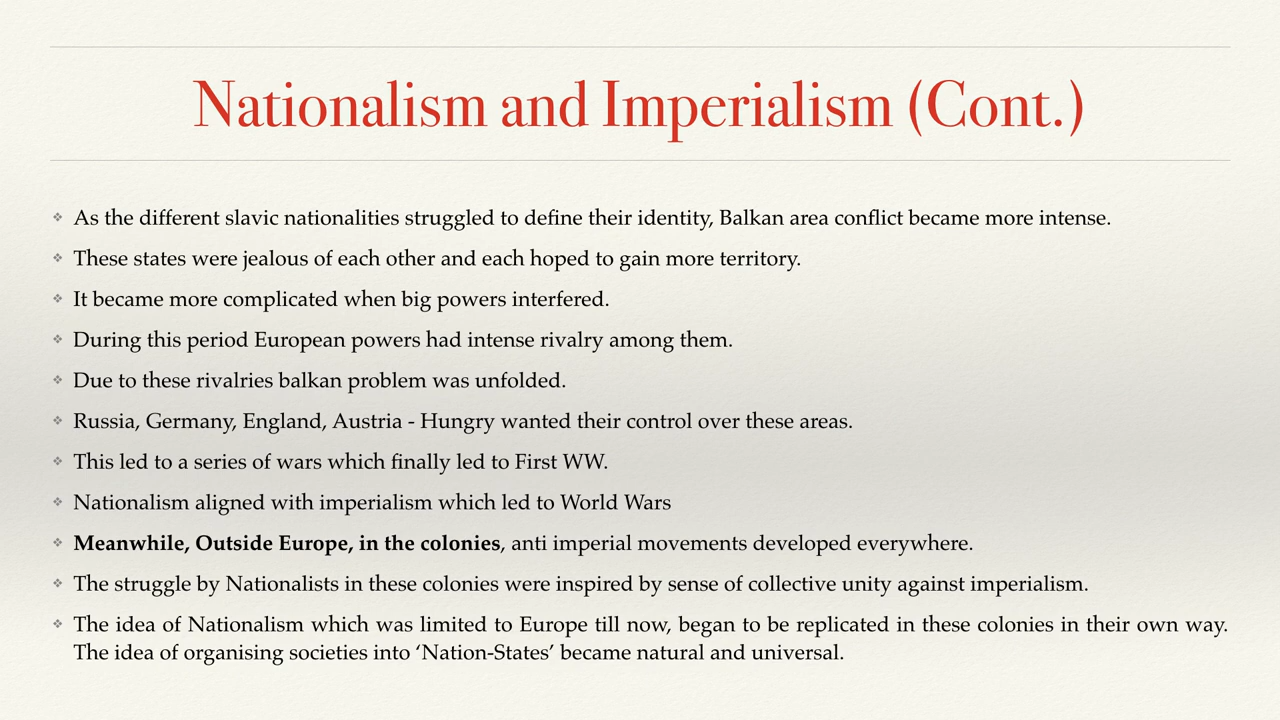 Nationalism and Imperialism (Cont.)
❖ As the different slavic nationalities struggled to define their identity, Balkan area conflict became more intense.
❖ These states were jealous of each other and each hoped to gain more territory.
❖ It became more complicated when big powers interfered.
❖ During this period European powers had intense rivalry among them.
❖ Due to these rivalries balkan problem was unfolded.
❖ Russia, Germany, England, Austria - Hungry wanted their control over these areas.
❖ This led to a series of wars which finally led to First WW.
❖ Nationalism aligned with imperialism which led to World Wars
❖ Meanwhile, Outside Europe, in the colonies, anti imperial movements developed everywhere.
❖ The struggle by Nationalists in these colonies were inspired by sense of collective unity against imperialism.
❖ The idea of Nationalism which was limited to Europe till now, began to be replicated in these colonies in their own way.
The idea of organising societies into ‘Nation-States’ became natural and universal.